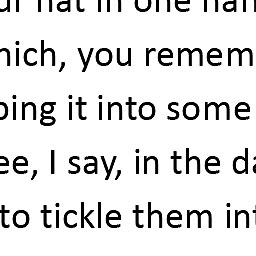 ur hat in one han
hich, you rememb
ping it into some
ee, I say, in the da
to tickle them int